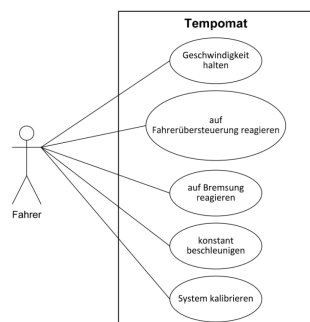 Tempomat
Geschwindigkeit
halten
auf
Fahrerübersteuerung reagieren
Fahrer
auf Bremsung
reagieren
konstant
beschleunigen
System kalibrieren